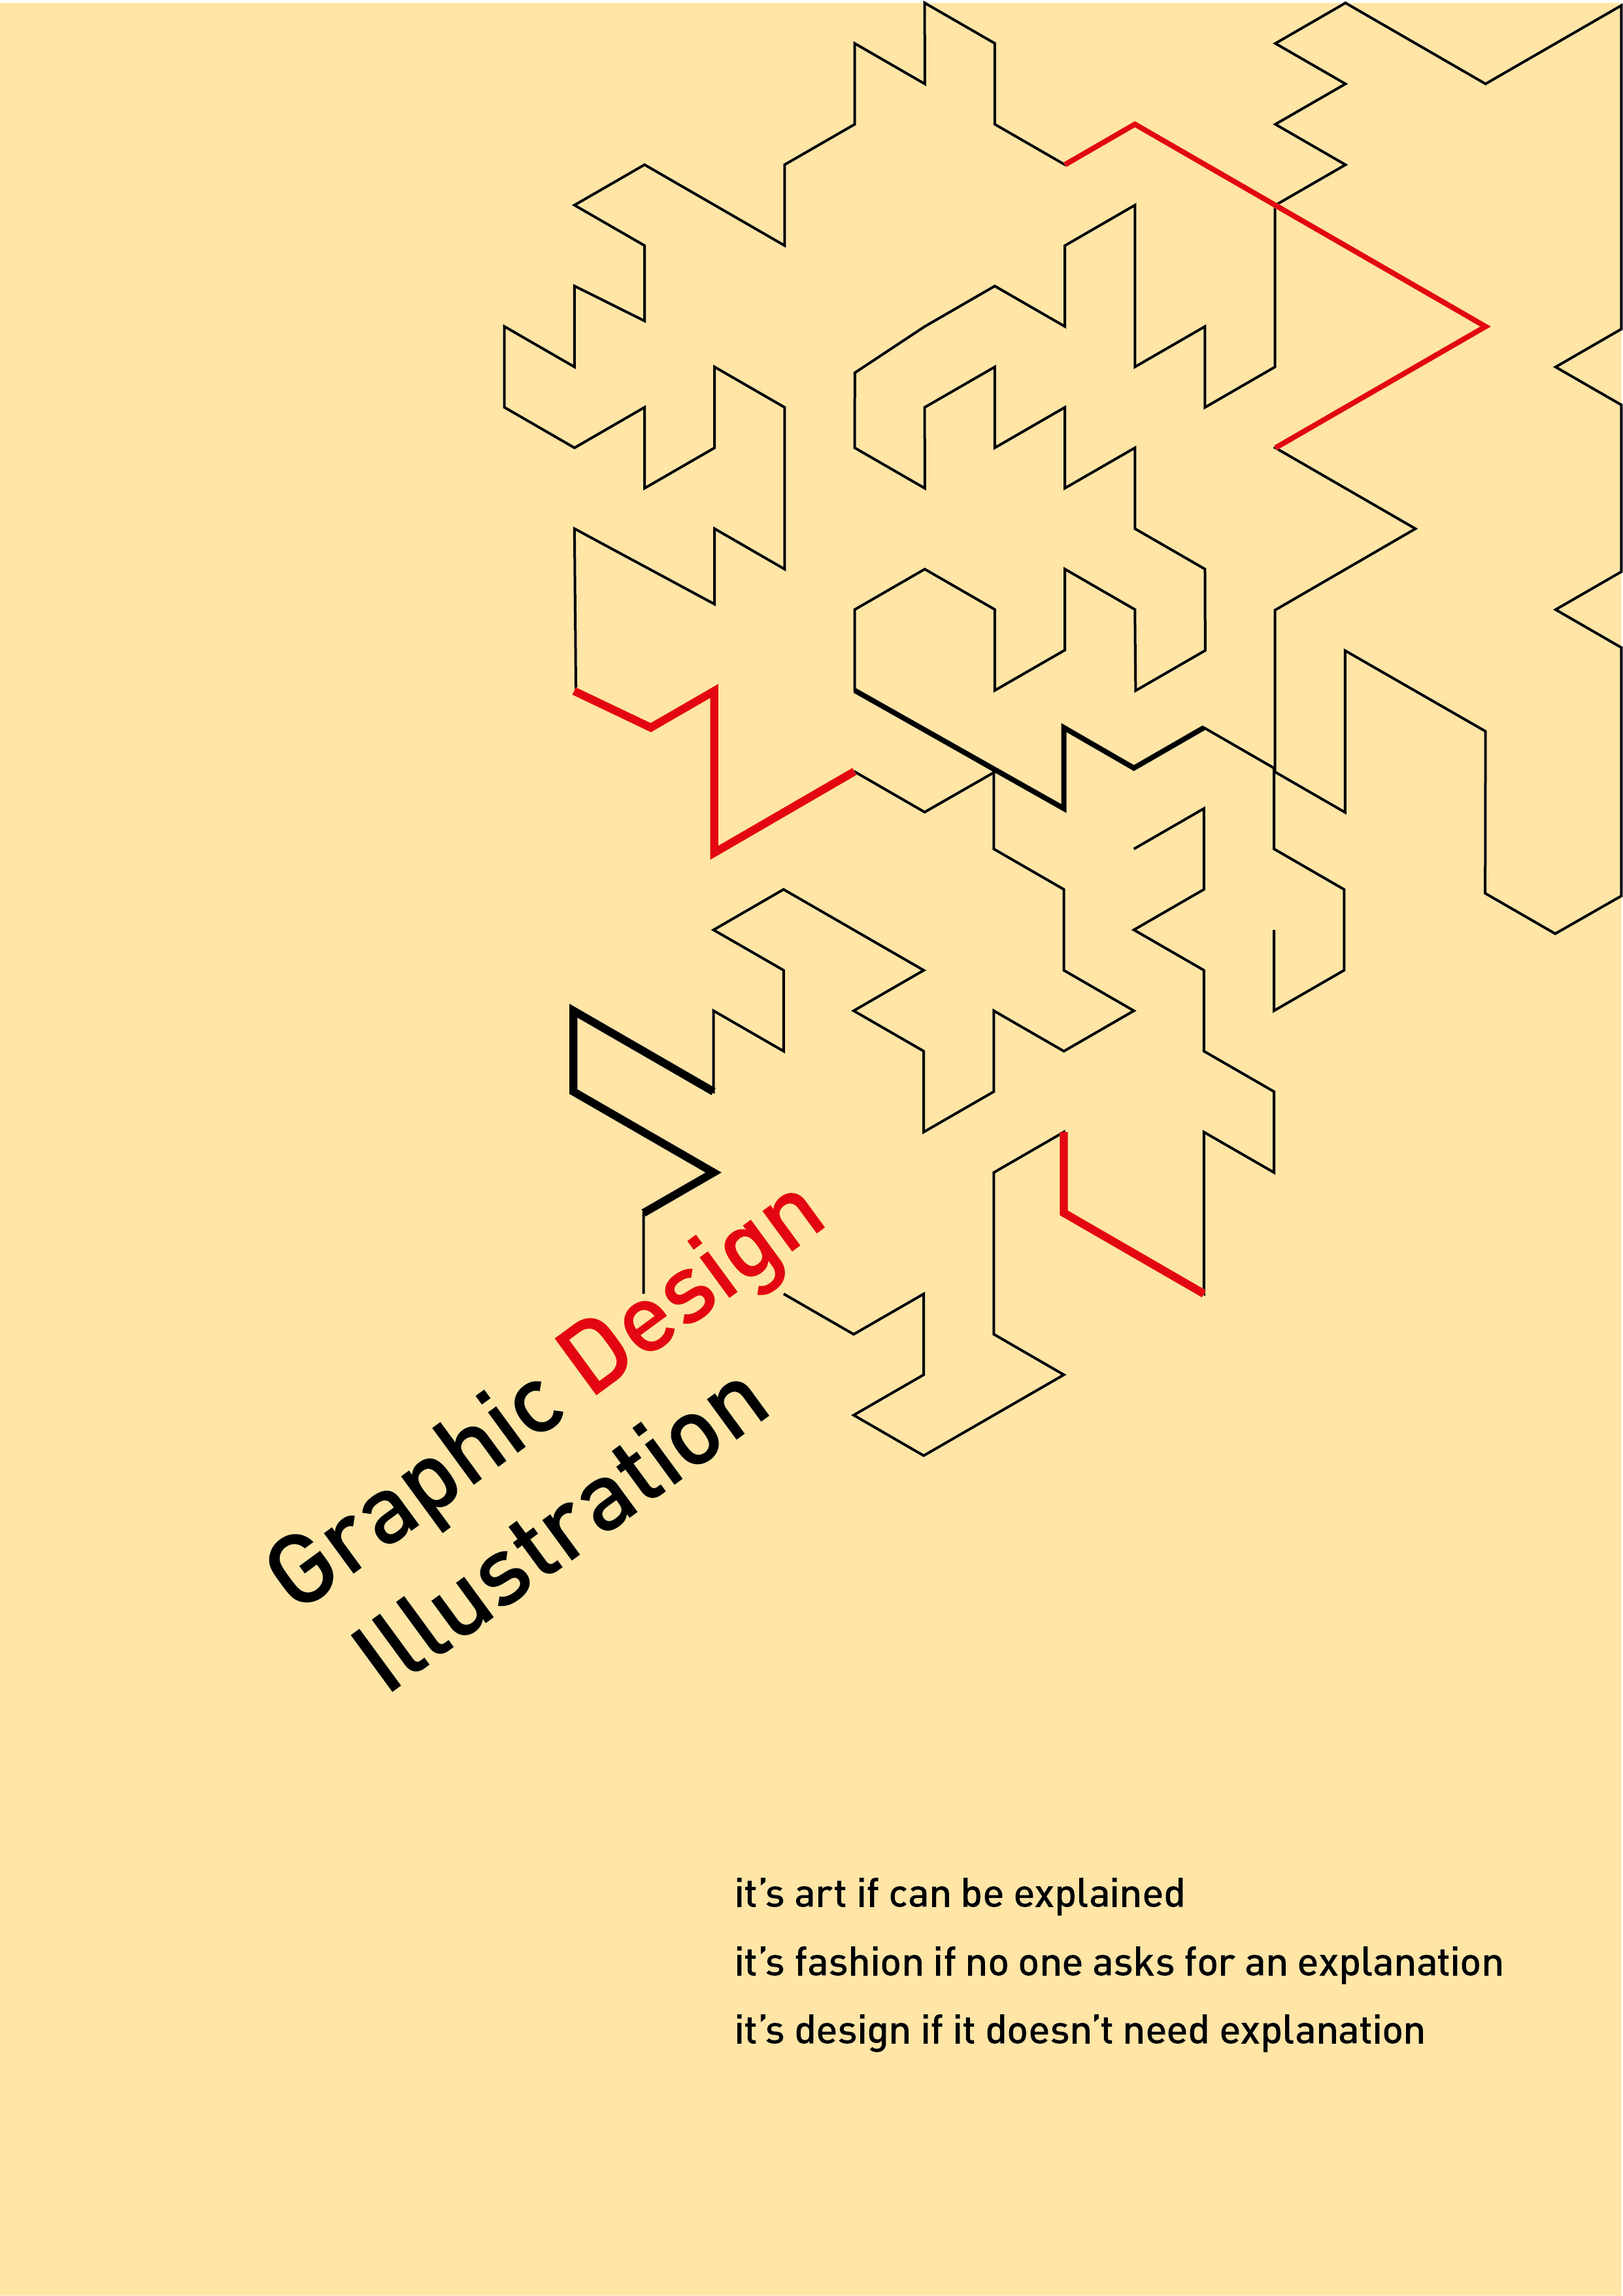 Graphic Design
Illustration
it’s art if can be explained
it’s fashion if no one asks for an explanation
it’s design if it doesn’t need explanation